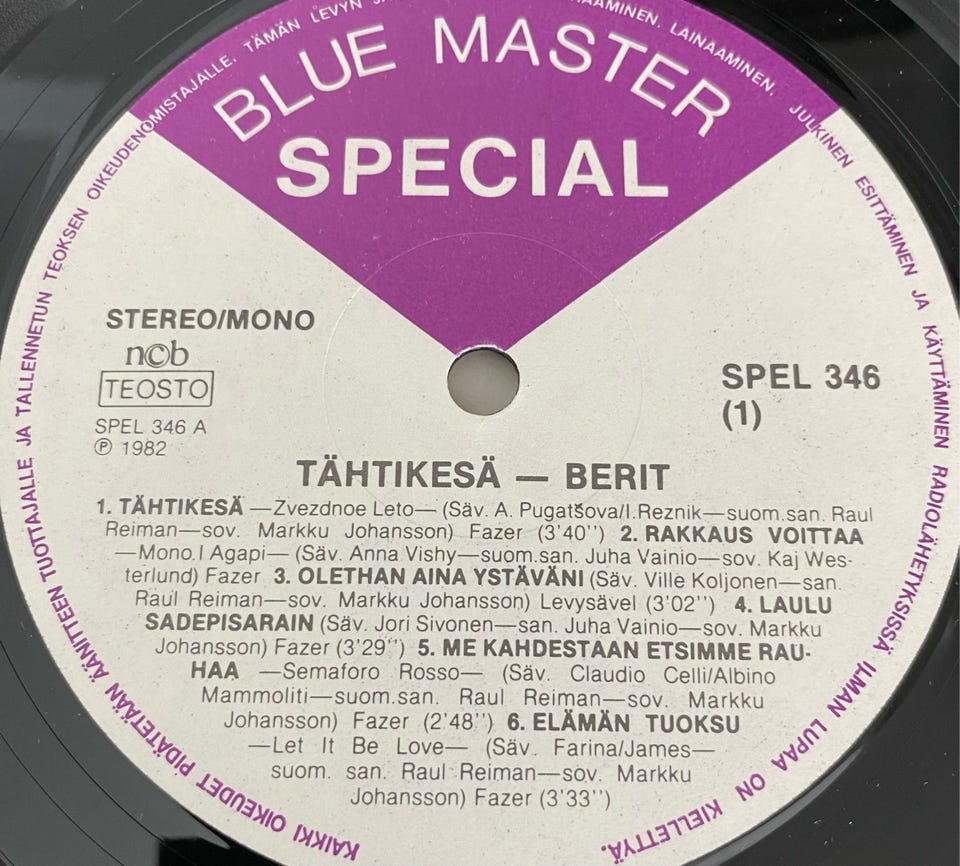 BLUE MASTER
SPECIAL
STEREO/MONO
ncb
TEOSTO
SPEL 346 A
Ⓟ 1982
SPEL 346
(1)
TÄHTIKESÄ — BERIT
1. TÄHTIKESÄ —Zvezdnoe Leto— (Säv. A. Pugatšova/I.Reznik—suom.san. Raul
Reiman—sov. Markku Johansson) Fazer (3'40'') 2. RAKKAUS VOITTAA
—Mono.I Agapi— (Säv. Anna Vishy—suom.san. Juha Vainio—sov. Kaj Wes-
terlund) Fazer 3. OLETHAN AINA YSTÄVÄNI (Säv. Ville Koljonen—san.
Raul Reiman—sov. Markku Johansson) Levysävel (3'02'') 4. LAULU
SADEPISARAIN (Säv. Jori Sivonen—san. Juha Vainio—sov. Markku
Johansson) Fazer (3'29'') 5. ME KAHDESTAAN ETSIMME RAU-
HAA —Semaforo Rosso— (Säv. Claudio Celli/Albino
Mammoliti—suom.san. Raul Reiman—sov. Markku
Johansson) Fazer (2'48'') 6. ELÄMÄN TUOKSU
—Let It Be Love— (Säv. Farina/James—
suom. san. Raul Reiman—sov. Markku
Johansson) Fazer (3'33'')
KAIKKI OIKEUDET PIDÄTETÄÄN ÄÄNITTEEN TUOTTAJALLE JA TALLENNETUN TEOKSEN OIKEUDENOMISTAJALLE. TÄMÄN LEVYN LAINAAMINEN, JULKINEN ESITTÄMINEN JA KÄYTTÄMINEN RADIOLÄHETYKSISSÄ ILMAN LUPAA ON KIELLETTYÄ.